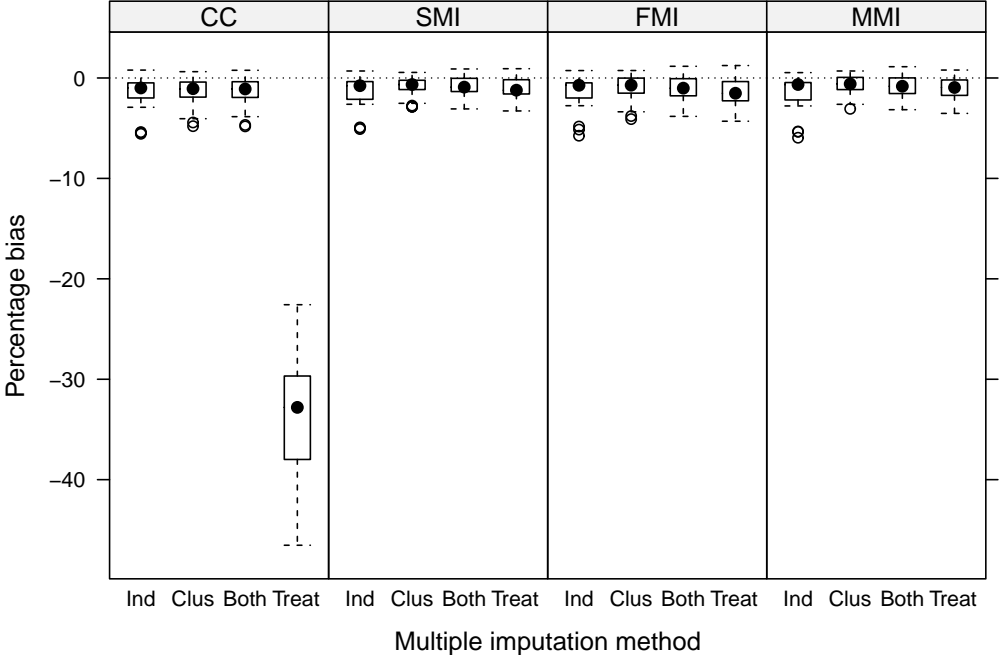 CC SMI FMI MMI
0
−10
−20
−30
−40
Percentage bias
Ind Clus Both Treat Ind Clus Both Treat Ind Clus Both Treat Ind Clus Both Treat
Multiple imputation method